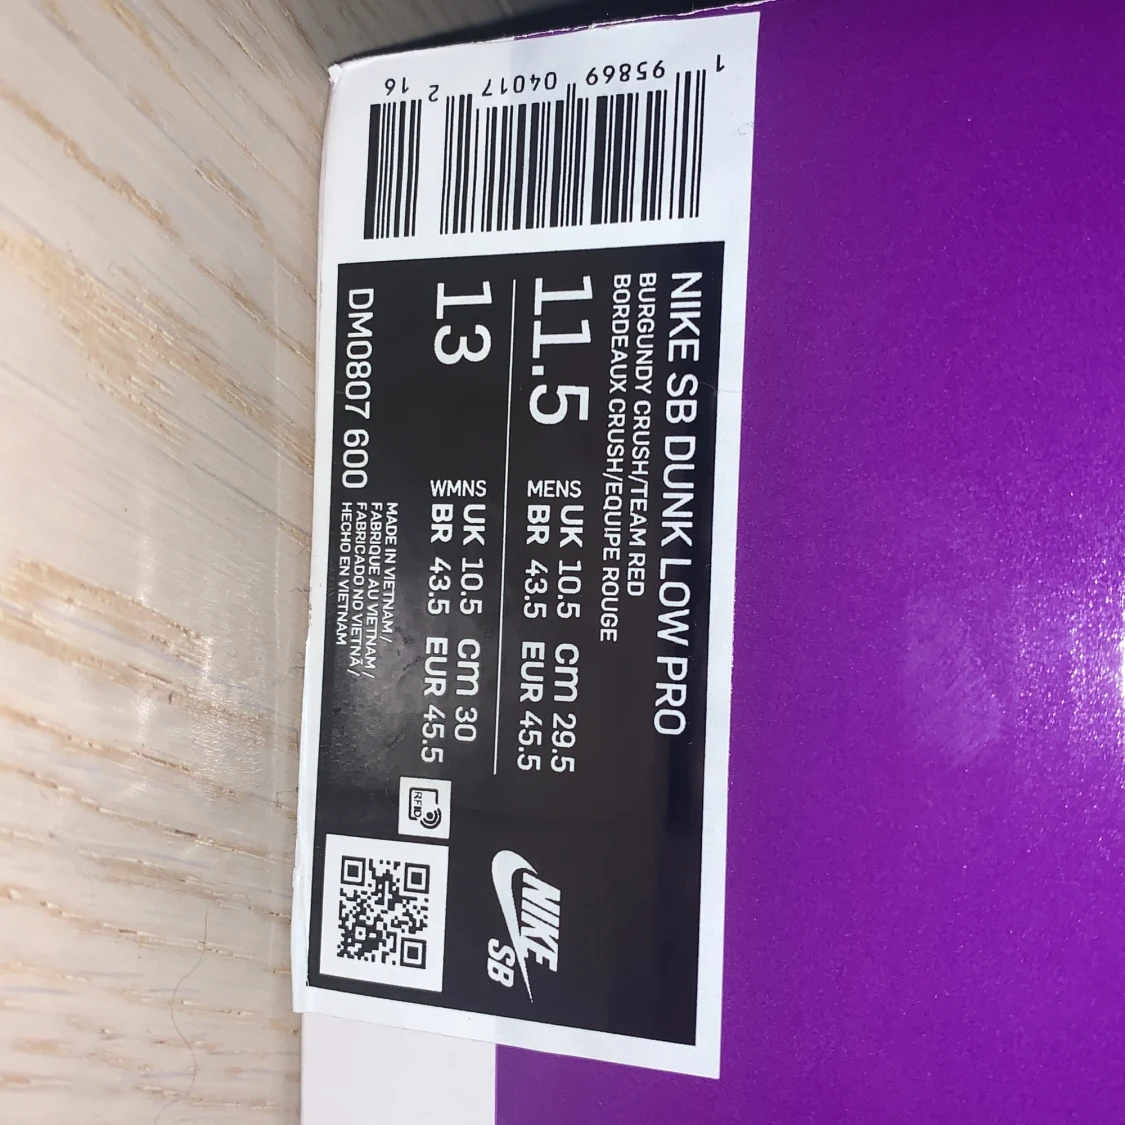 NIKE SB DUNK LOW PRO
BURGUNDY CRUSH/TEAM RED
BORDEAUX CRUSH/EQUIPE ROUGE
11.5 MENS UK 10.5 cm 29.5
BR 43.5 EUR 45.5
13 WMNS UK 10.5 cm 30
BR 43.5 EUR 45.5
DM0807 600
MADE IN VIETNAM/
FABRIQUE AU VIETNAM/
FABRICADO NO VIETNÃ/
HECHO EN VIETNAM
RFID
NIKE
SB
1 95869 04017 2 16